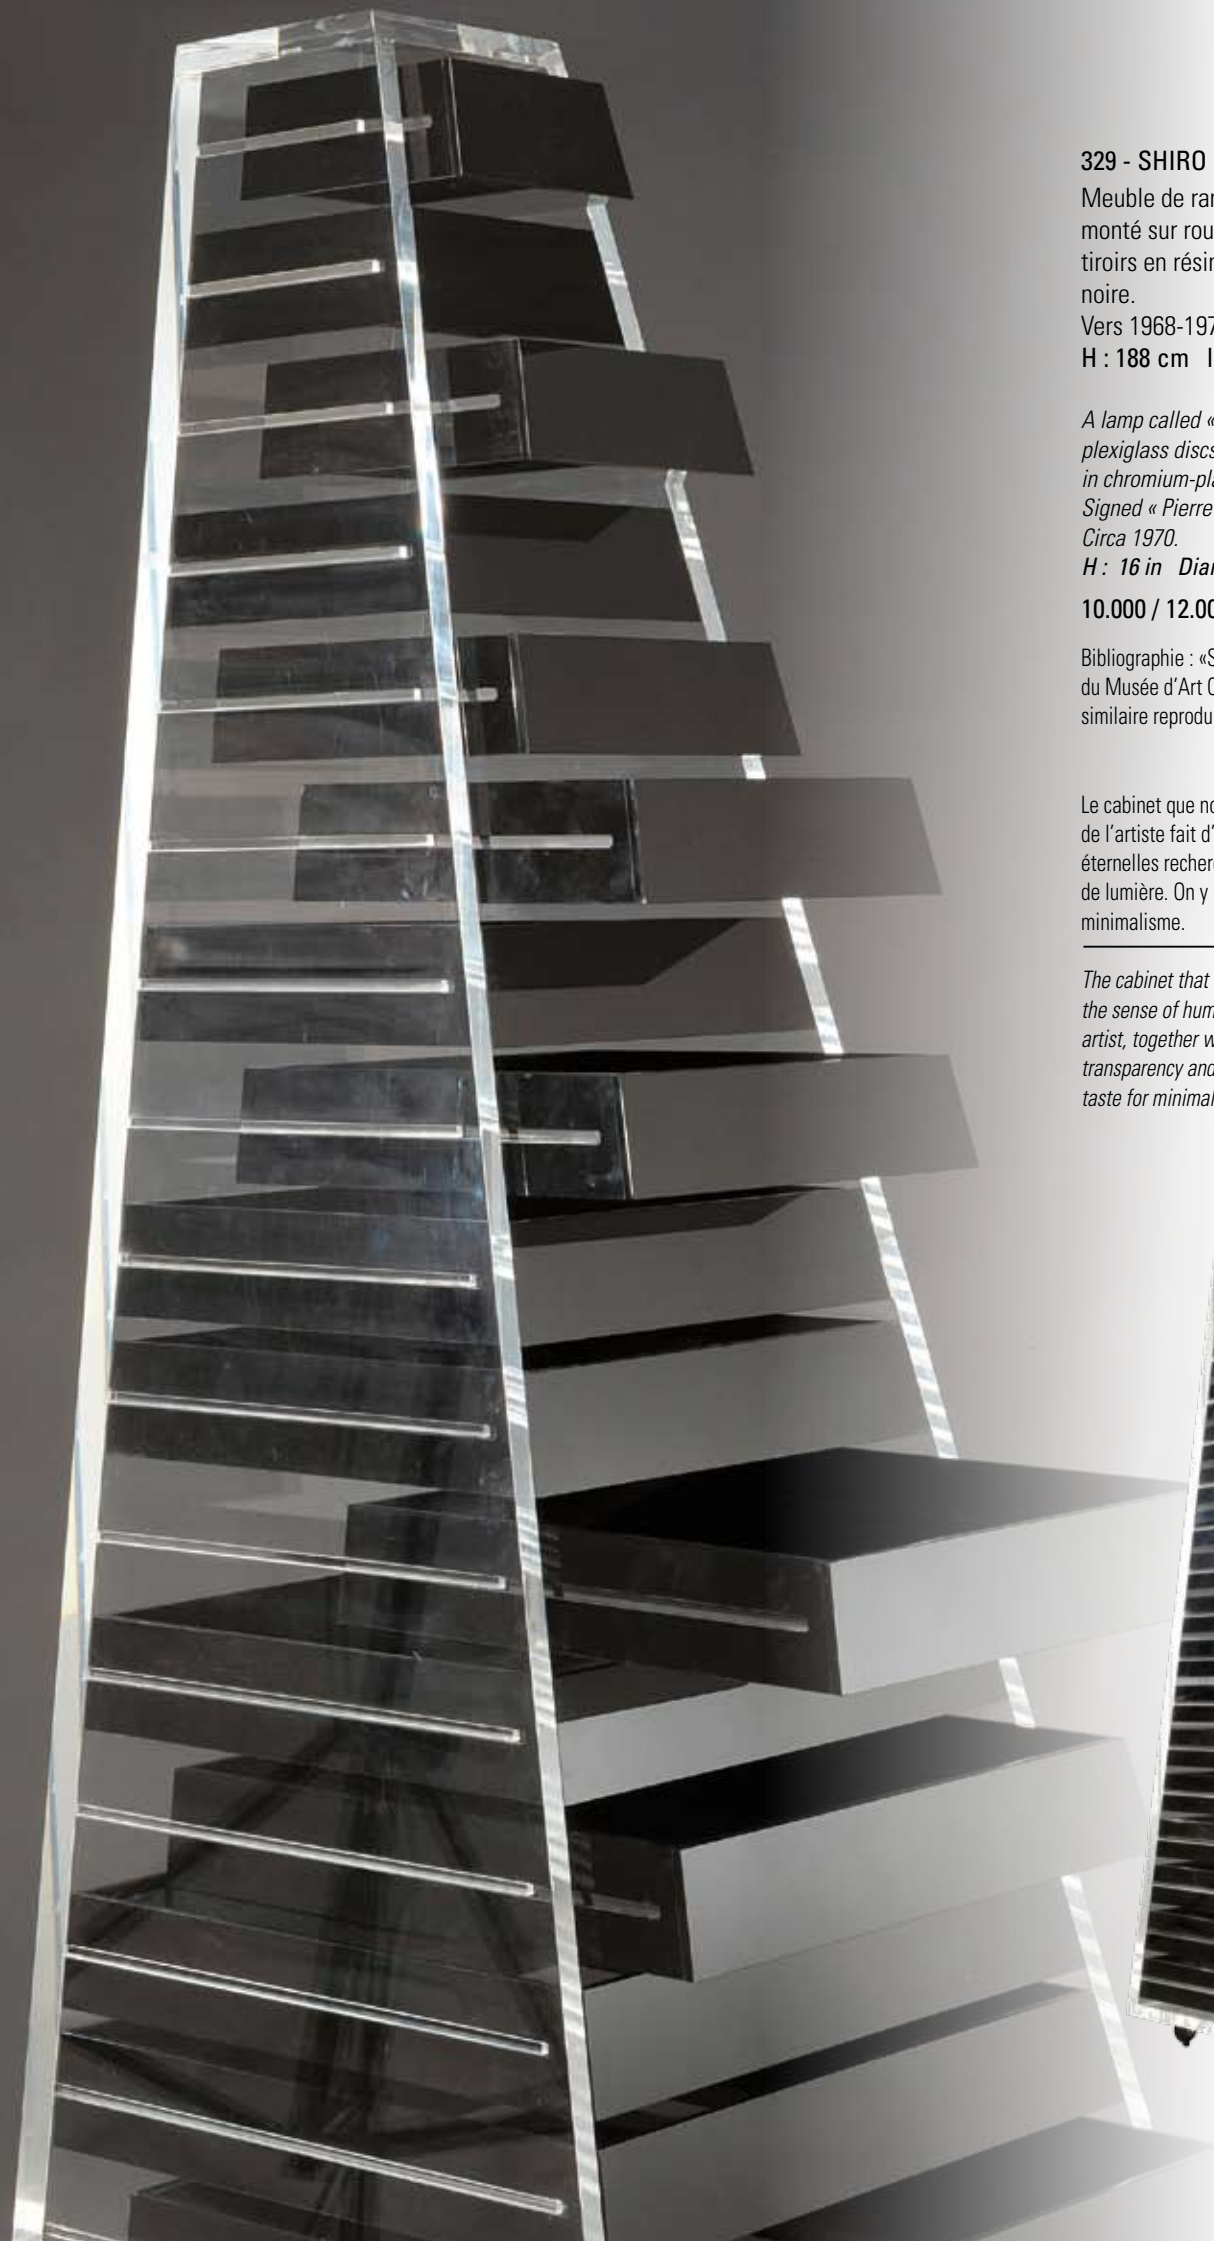 329 - SHIRO
Meuble de ran
monté sur rou
tiroirs en résin
noire.
Vers 1968-197
H : 188 cm l
A lamp called «
plexiglass discs
in chromium-pla
Signed « Pierre
Circa 1970.
H : 16 in Diam
10.000 / 12.00
Bibliographie : «S
du Musée d'Art C
similaire reprodu
Le cabinet que no
de l'artiste fait d'
éternelles recher
de lumière. On y
minimalisme.
The cabinet that
the sense of hum
artist, together w
transparency and
taste for minimal